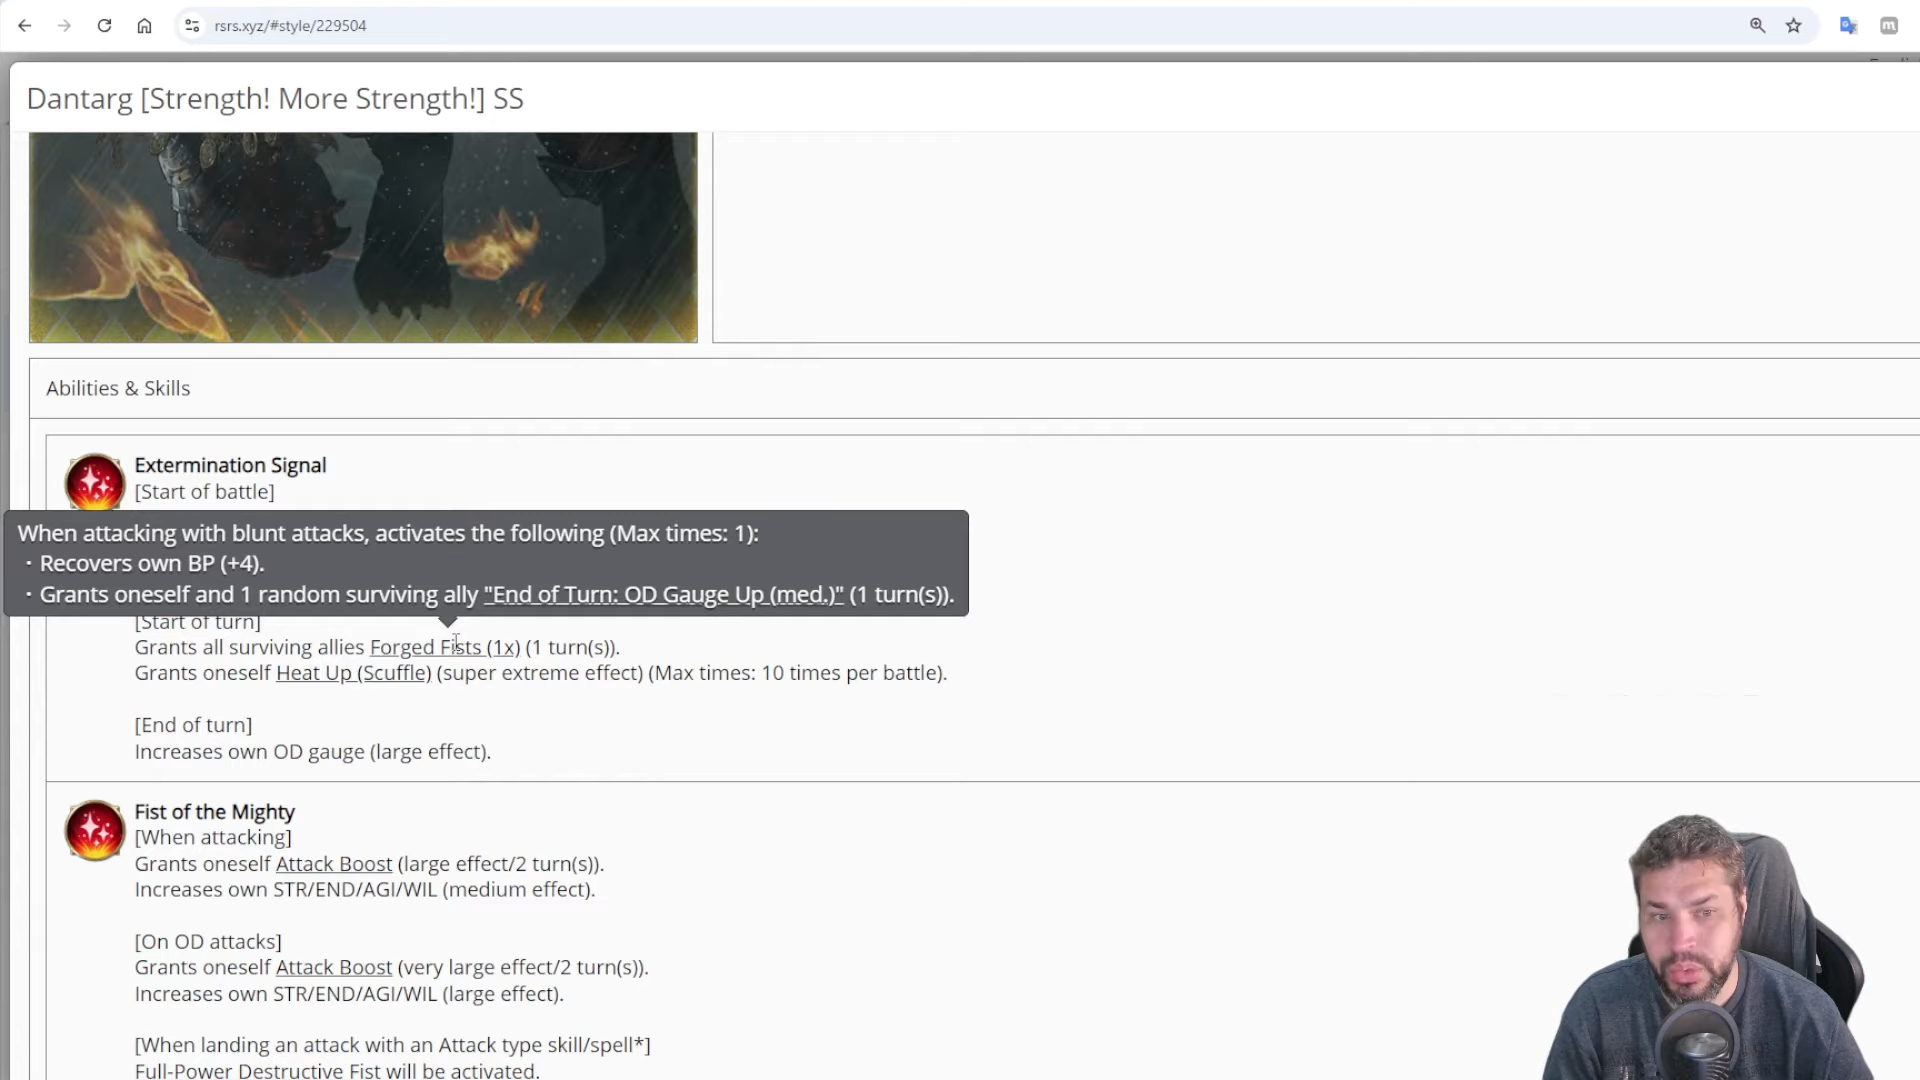 rsrs.xyz/#style/229504
Dantarg [Strength! More Strength!] SS
Abilities & Skills
Extermination Signal
[Start of battle]
When attacking with blunt attacks, activates the following (Max times: 1):
・Recovers own BP (+4).
・Grants oneself and 1 random surviving ally "End of Turn: OD Gauge Up (med.)" (1 turn(s)).
[Start of turn]
Grants all surviving allies Forged Fists (1x) (1 turn(s)).
Grants oneself Heat Up (Scuffle) (super extreme effect) (Max times: 10 times per battle).
[End of turn]
Increases own OD gauge (large effect).
Fist of the Mighty
[When attacking]
Grants oneself Attack Boost (large effect/2 turn(s)).
Increases own STR/END/AGI/WIL (medium effect).
[On OD attacks]
Grants oneself Attack Boost (very large effect/2 turn(s)).
Increases own STR/END/AGI/WIL (large effect).
[When landing an attack with an Attack type skill/spell*]
Full-Power Destructive Fist will be activated.